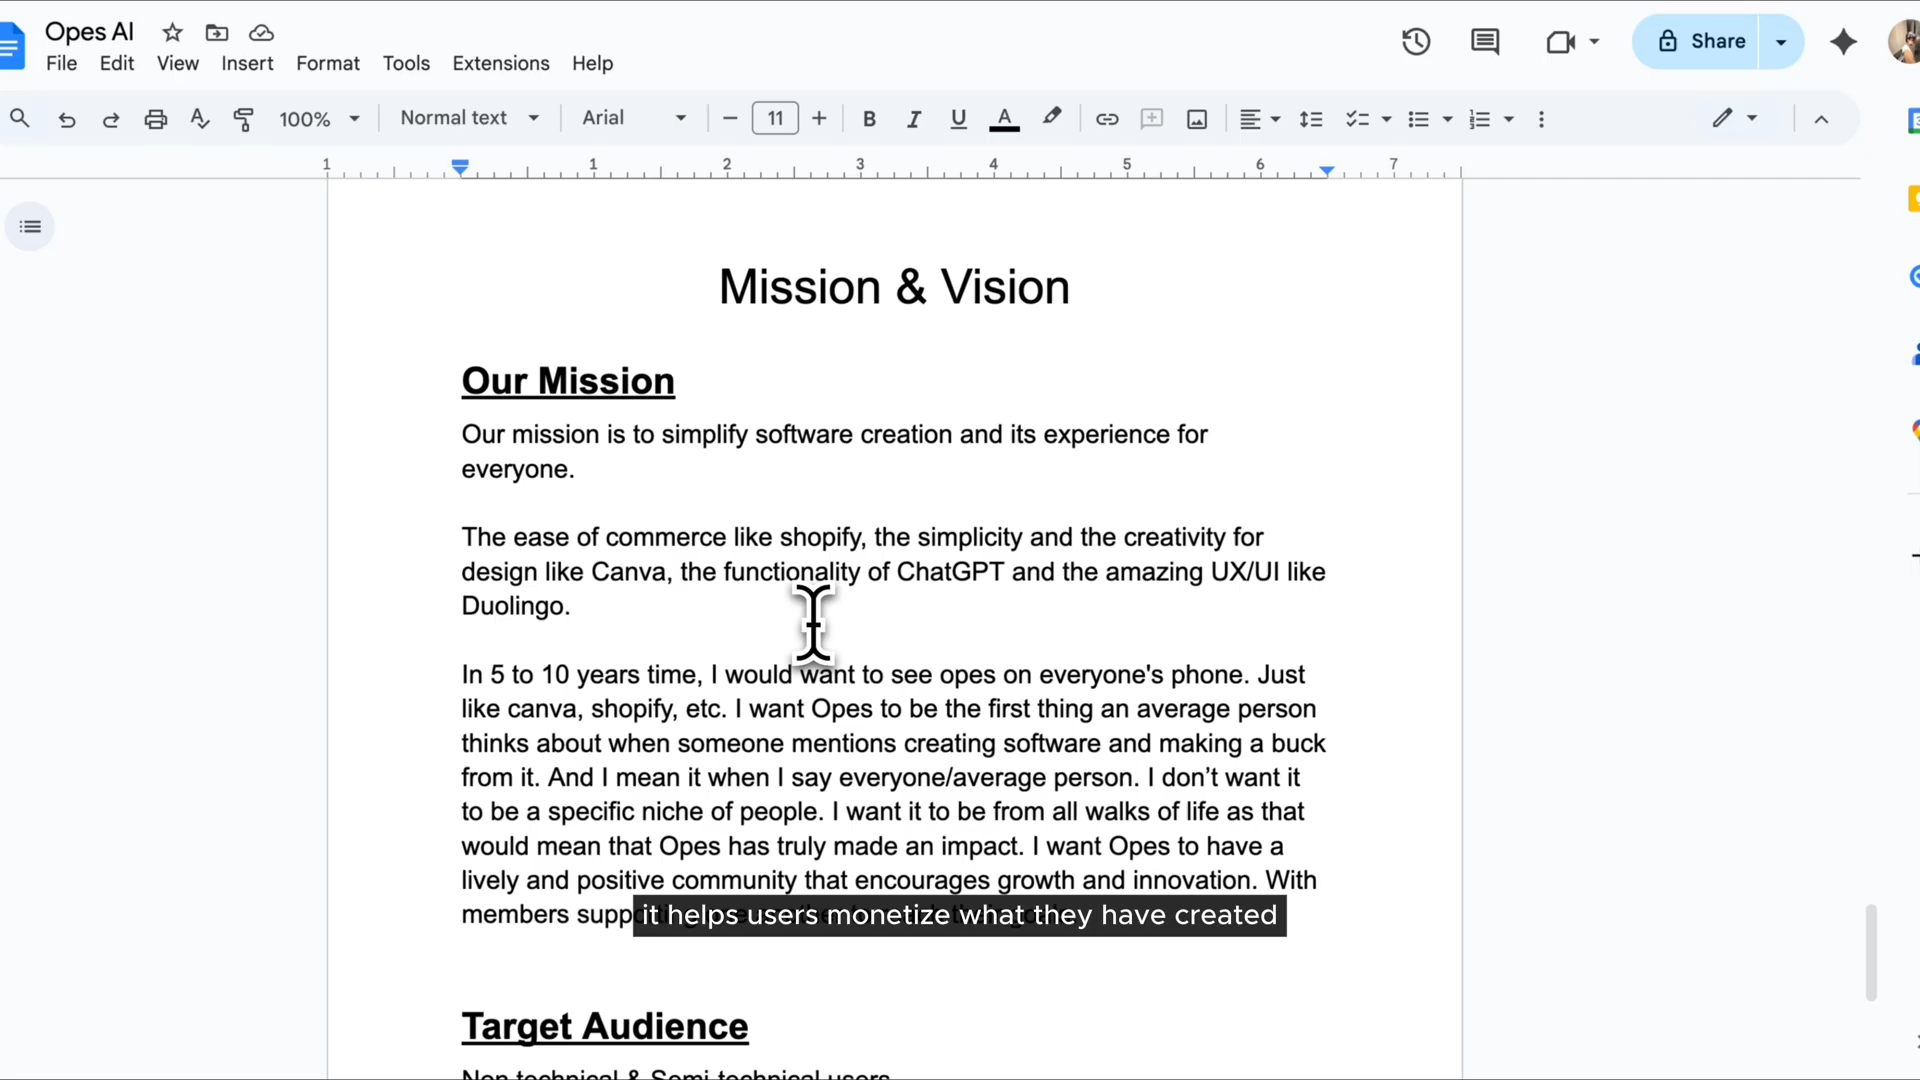 Opes AI
File Edit View Insert Format Tools Extensions Help
Share
100% Normal text Arial 11
1 1 2 3 4 5 6 7
Mission & Vision
Our Mission
Our mission is to simplify software creation and its experience for
everyone.
The ease of commerce like shopify, the simplicity and the creativity for
design like Canva, the functionality of ChatGPT and the amazing UX/UI like
Duolingo.
In 5 to 10 years time, I would want to see opes on everyone's phone. Just
like canva, shopify, etc. I want Opes to be the first thing an average person
thinks about when someone mentions creating software and making a buck
from it. And I mean it when I say everyone/average person. I don’t want it
to be a specific niche of people. I want it to be from all walks of life as that
would mean that Opes has truly made an impact. I want Opes to have a
lively and positive community that encourages growth and innovation. With
members
it helps users monetize what they have created
Target Audience
Non technical & Semi technical users